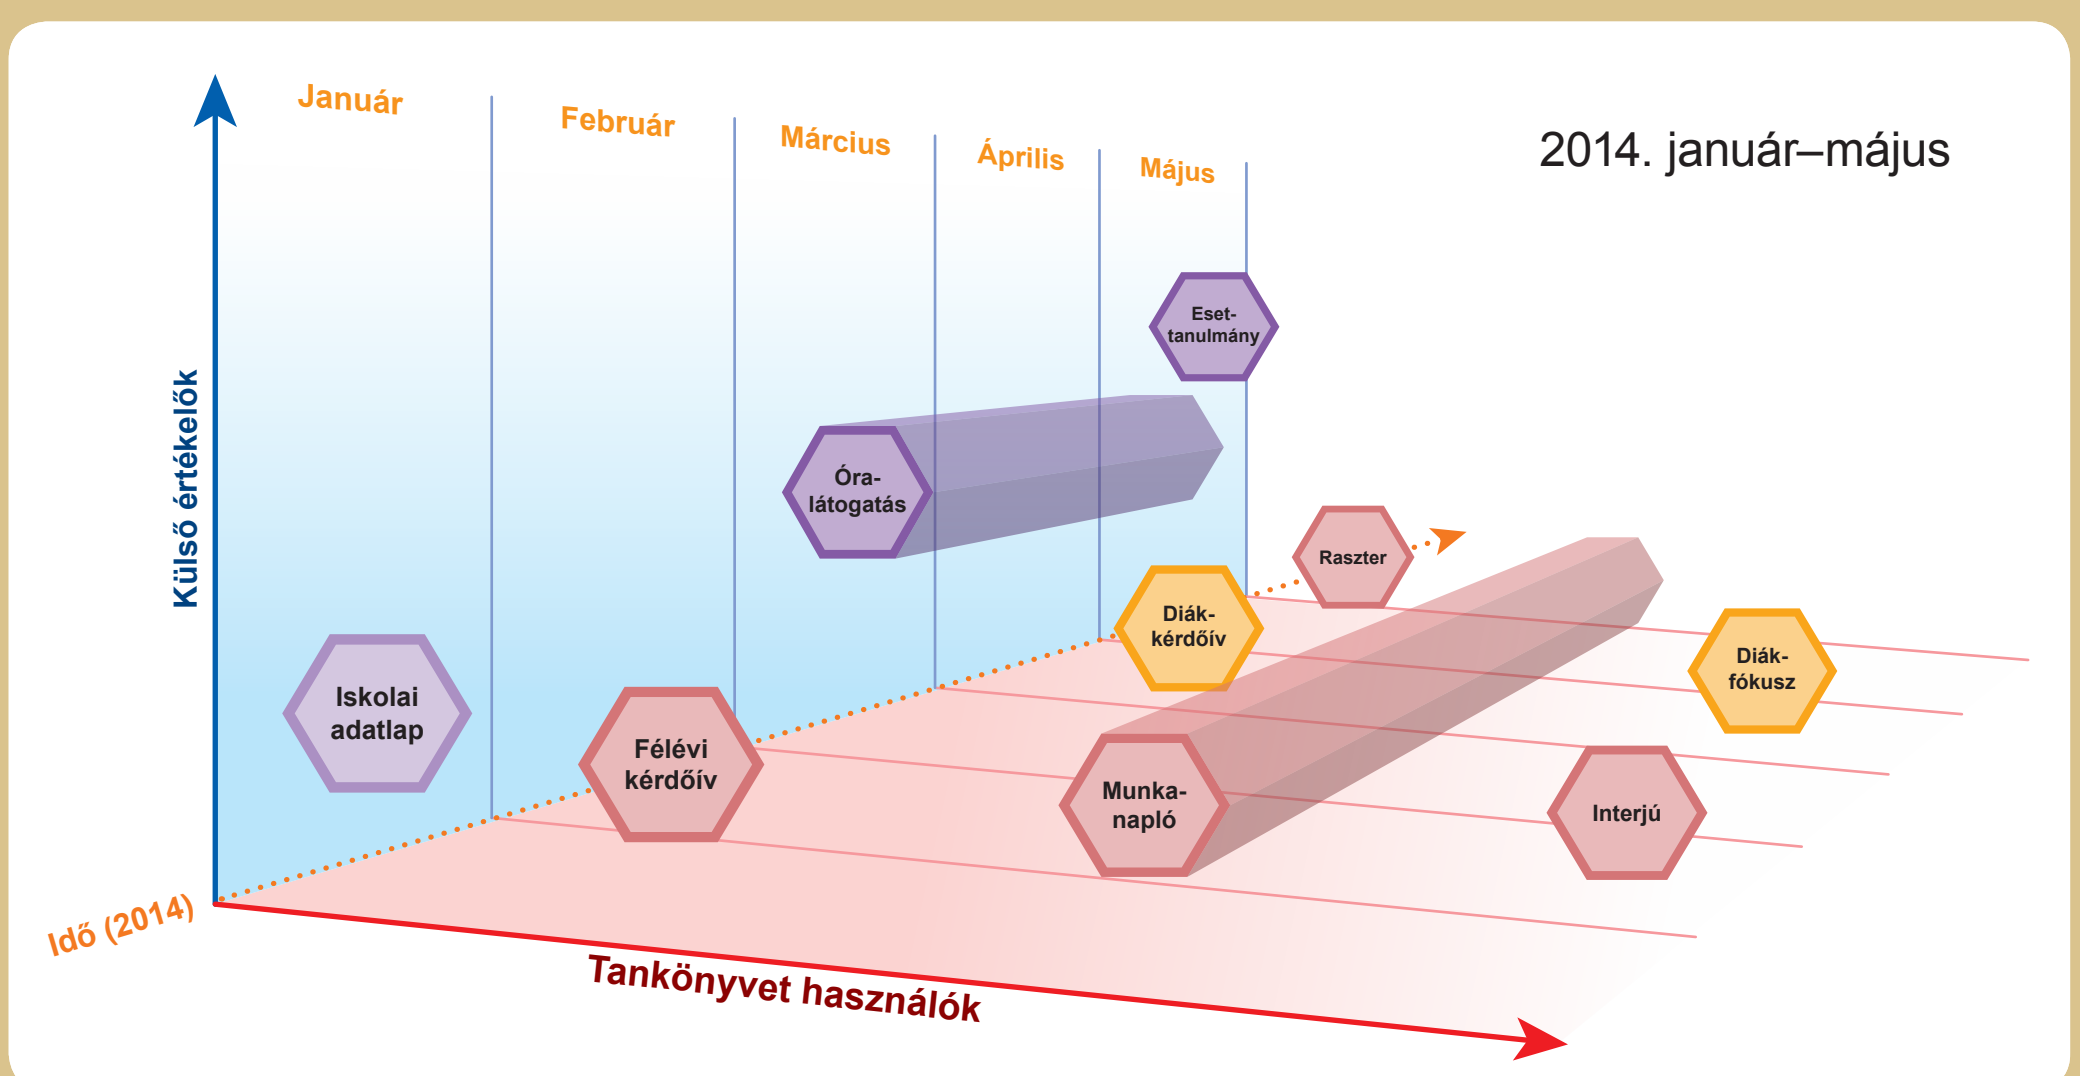 Január
Február
Március
Április
Május
2014. január–május
Külső értékelők
Eset-
tanulmány
Óra-
látogatás
Raszter
Diák-
kérdőív
Diák-
fókusz
Iskolai
adatlap
Félévi
kérdőív
Munka-
napló
Interjú
Idő (2014)
Tankönyvet használók